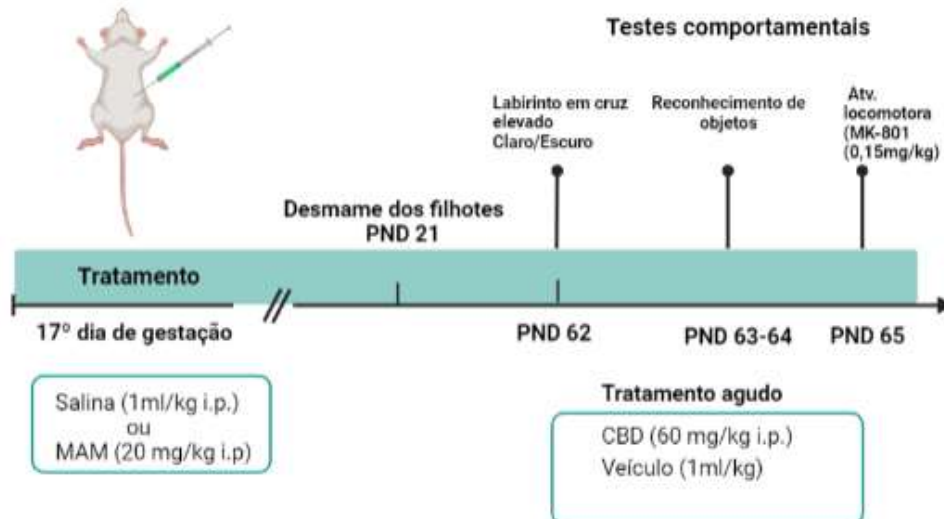 Testes comportamentais
Labirinto em cruz
elevado
Claro/Escuro
Reconhecimento de
objetos
Atv.
locomotora
(MK-801
(0,15mg/kg)
Desmame dos filhotes
PND 21
Tratamento
17º dia de gestação
PND 62
PND 63-64
PND 65
Salina (1ml/kg i.p.)
ou
MAM (20 mg/kg i.p)
Tratamento agudo
CBD (60 mg/kg i.p.)
Veículo (1ml/kg)